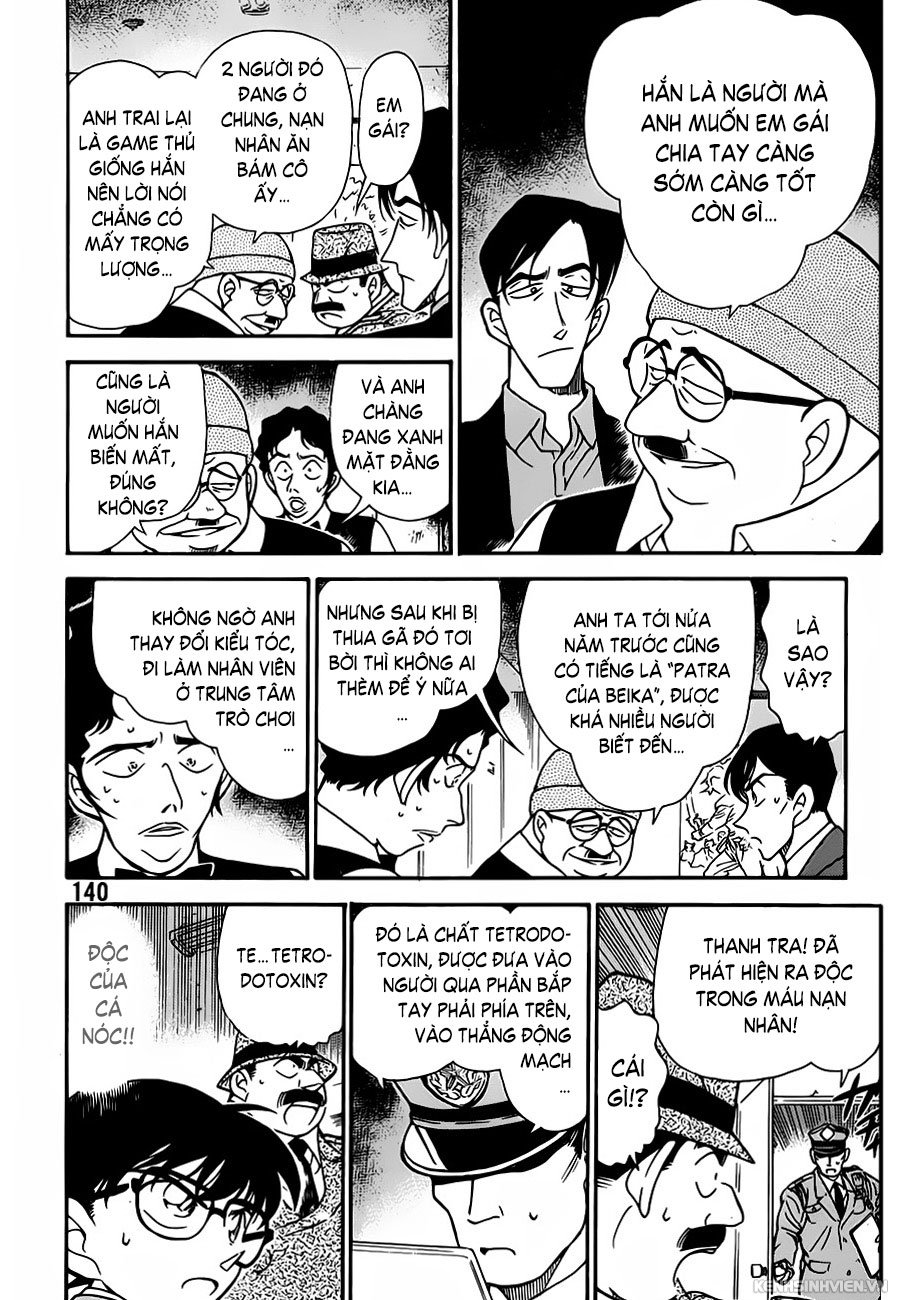 HẮN LÀ NGƯỜI MÀ
ANH MUỐN EM GÁI
CHIA TAY CÀNG
SỚM CÀNG TỐT
CÒN GÌ...
EM
GÁI?
2 NGƯỜI ĐÓ
ĐANG Ở
CHUNG, NẠN
NHÂN ĂN
BÁM CÔ
ẤY...
ANH TRAI LẠI
LÀ GAME THỦ
GIỐNG HẮN
NÊN LỜI NÓI
CHẲNG CÓ
MẤY TRỌNG
LƯỢNG...
VÀ ANH
CHÀNG
ĐANG XANH
MẶT ĐẰNG
KIA...
CŨNG LÀ
NGƯỜI
MUỐN HẮN
BIẾN MẤT,
ĐÚNG
KHÔNG?
LÀ
SAO
VẬY?
ANH TA TỚI NỬA
NĂM TRƯỚC CŨNG
CÓ TIẾNG LÀ "PATRA
CỦA BEIKA", ĐƯỢC
KHÁ NHIỀU NGƯỜI
BIẾT ĐẾN...
NHƯNG SAU KHI BỊ
THUA GÃ ĐÓ TƠI
BỜI THÌ KHÔNG AI
THÈM ĐỂ Ý NỮA
...
KHÔNG NGỜ ANH
THAY ĐỔI KIỂU TÓC,
ĐI LÀM NHÂN VIÊN
Ở TRUNG TÂM
TRÒ CHƠI
...
140
THANH TRA! ĐÃ
PHÁT HIỆN RA ĐỘC
TRONG MÁU NẠN
NHÂN!
CÁI
GÌ!?
ĐÓ LÀ CHẤT TETRODO-
TOXIN, ĐƯỢC ĐƯA VÀO
NGƯỜI QUA PHẦN BẮP
TAY PHẢI PHÍA TRÊN,
VÀO THẲNG ĐỘNG
MẠCH
...
TE...TETRO-
DOTOXIN?
ĐỘC
CỦA
CÁ
NÓC!!
KENHSINHVIEN.VN